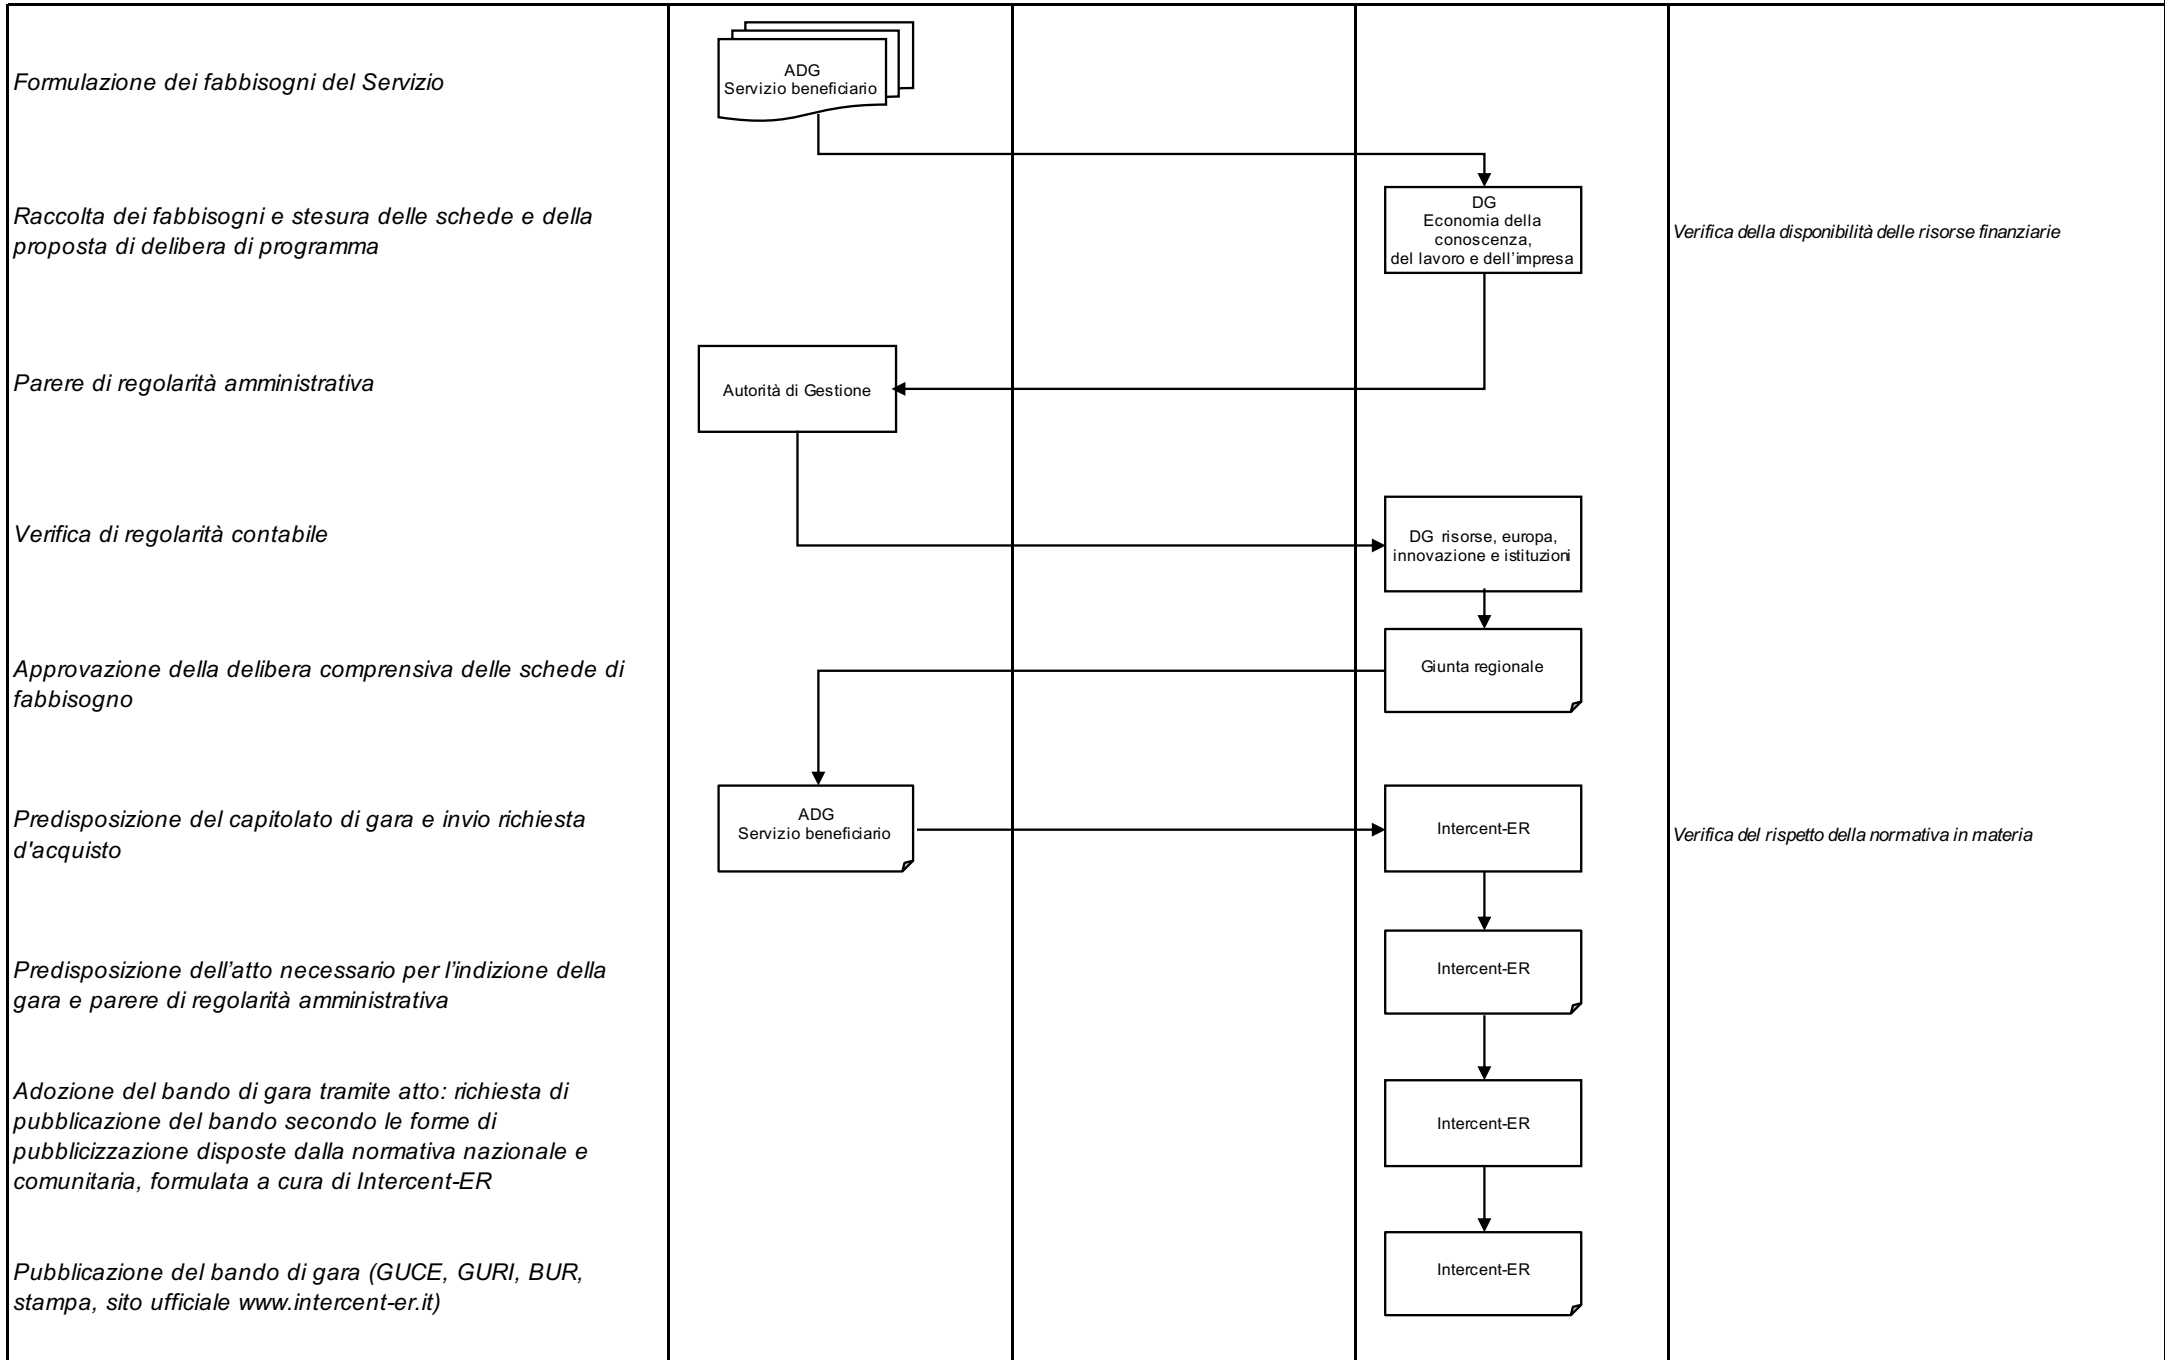 Formulazione dei fabbisogni del Servizio
ADG
Servizio beneficiario
Raccolta dei fabbisogni e stesura delle schede e della
proposta di delibera di programma
DG
Economia della
conoscenza,
del lavoro e dell'impresa
Verifica della disponibilità delle risorse finanziarie
Parere di regolarità amministrativa
Autorità di Gestione
Verifica di regolarità contabile
DG risorse, europa,
innovazione e istituzioni
Approvazione della delibera comprensiva delle schede di
fabbisogno
Giunta regionale
Predisposizione del capitolato di gara e invio richiesta
d'acquisto
ADG
Servizio beneficiario
Intercent-ER
Verifica del rispetto della normativa in materia
Predisposizione dell'atto necessario per l'indizione della
gara e parere di regolarità amministrativa
Intercent-ER
Adozione del bando di gara tramite atto: richiesta di
pubblicazione del bando secondo le forme di
pubblicizzazione disposte dalla normativa nazionale e
comunitaria, formulata a cura di Intercent-ER
Intercent-ER
Pubblicazione del bando di gara (GUCE, GURI, BUR,
stampa, sito ufficiale www.intercent-er.it)
Intercent-ER